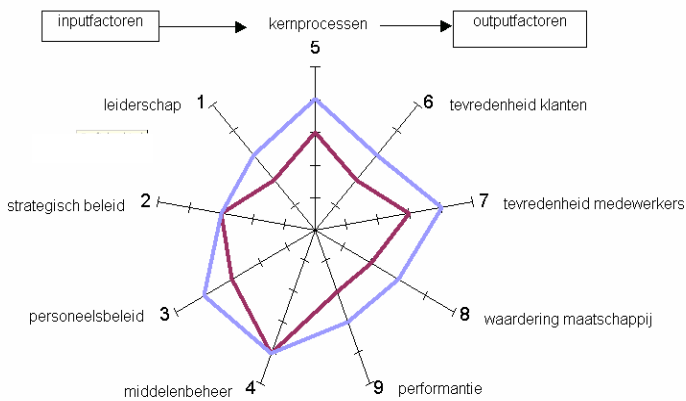 inputfactoren
kernprocessen
outputfactoren
5
leiderschap 1
6 tevredenheid klanten
strategisch beleid 2
7 tevredenheid medewerkers
personeelsbeleid 3
8 waardering maatschappij
middelenbeheer 4
9 performantie